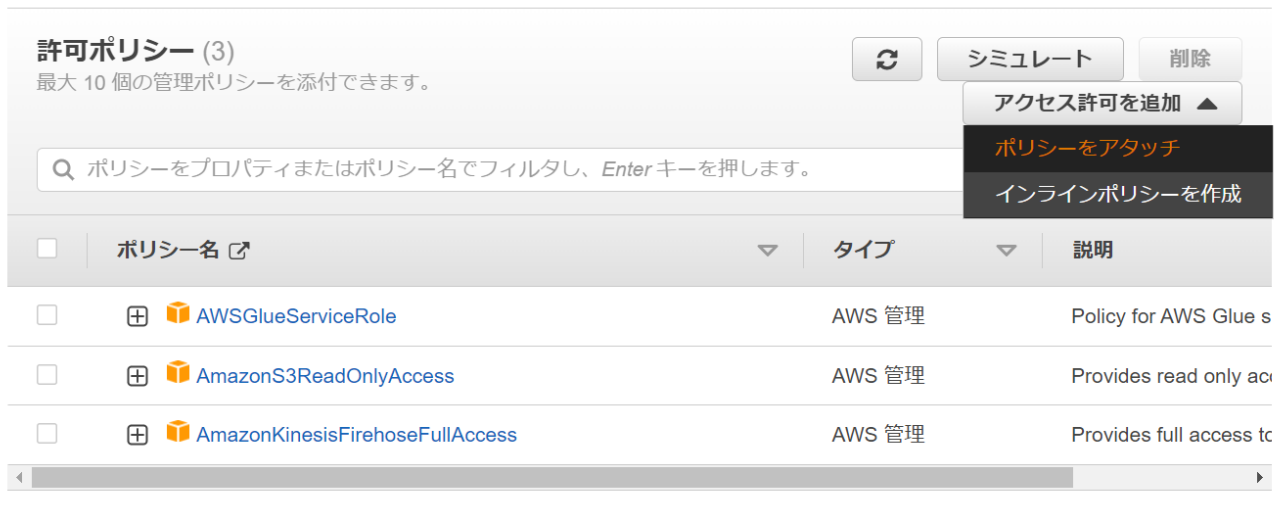 許可ポリシー (3)
最大 10 個の管理ポリシーを添付できます。
シミュレート
削除
アクセス許可を追加
ポリシーをアタッチ
インラインポリシーを作成
ポリシーをプロパティまたはポリシー名でフィルタし、Enter キーを押します。
ポリシー名 タイプ 説明
AWSGlueServiceRole AWS 管理 Policy for AWS Glue s
AmazonS3ReadOnlyAccess AWS 管理 Provides read only acc
AmazonKinesisFirehoseFullAccess AWS 管理 Provides full access to